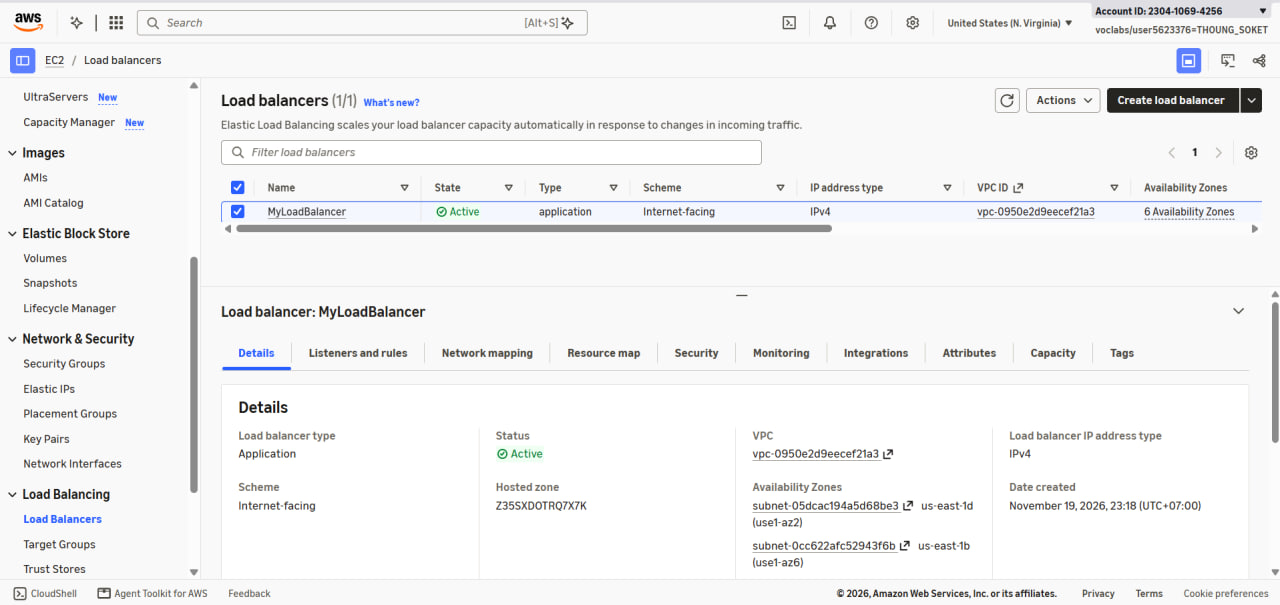 aws
Search
[Alt+S]
United States (N. Virginia)
Account ID: 2304-1069-4256
voclabs/user5623376=THOUNG_SOKET
EC2 / Load balancers
UltraServers New
Capacity Manager New
Images
AMIs
AMI Catalog
Elastic Block Store
Volumes
Snapshots
Lifecycle Manager
Network & Security
Security Groups
Elastic IPs
Placement Groups
Key Pairs
Network Interfaces
Load Balancing
Load Balancers
Target Groups
Trust Stores
Load balancers (1/1) What's new?
Actions
Create load balancer
Elastic Load Balancing scales your load balancer capacity automatically in response to changes in incoming traffic.
Filter load balancers
1
Name State Type Scheme IP address type VPC ID Availability Zones
MyLoadBalancer Active application Internet-facing IPv4 vpc-0950e2d9eecef21a3 6 Availability Zones
Load balancer: MyLoadBalancer
Details Listeners and rules Network mapping Resource map Security Monitoring Integrations Attributes Capacity Tags
Details
Load balancer type
Application
Scheme
Internet-facing
Status
Active
Hosted zone
Z35SXDOTRQ7X7K
VPC
vpc-0950e2d9eecef21a3
Availability Zones
subnet-05dcac194a5d68be3 us-east-1d
(use1-az2)
subnet-0cc622afc52943f6b us-east-1b
(use1-az6)
Load balancer IP address type
IPv4
Date created
November 19, 2026, 23:18 (UTC+07:00)
CloudShell Agent Toolkit for AWS Feedback
© 2026, Amazon Web Services, Inc. or its affiliates. Privacy Terms Cookie preferences